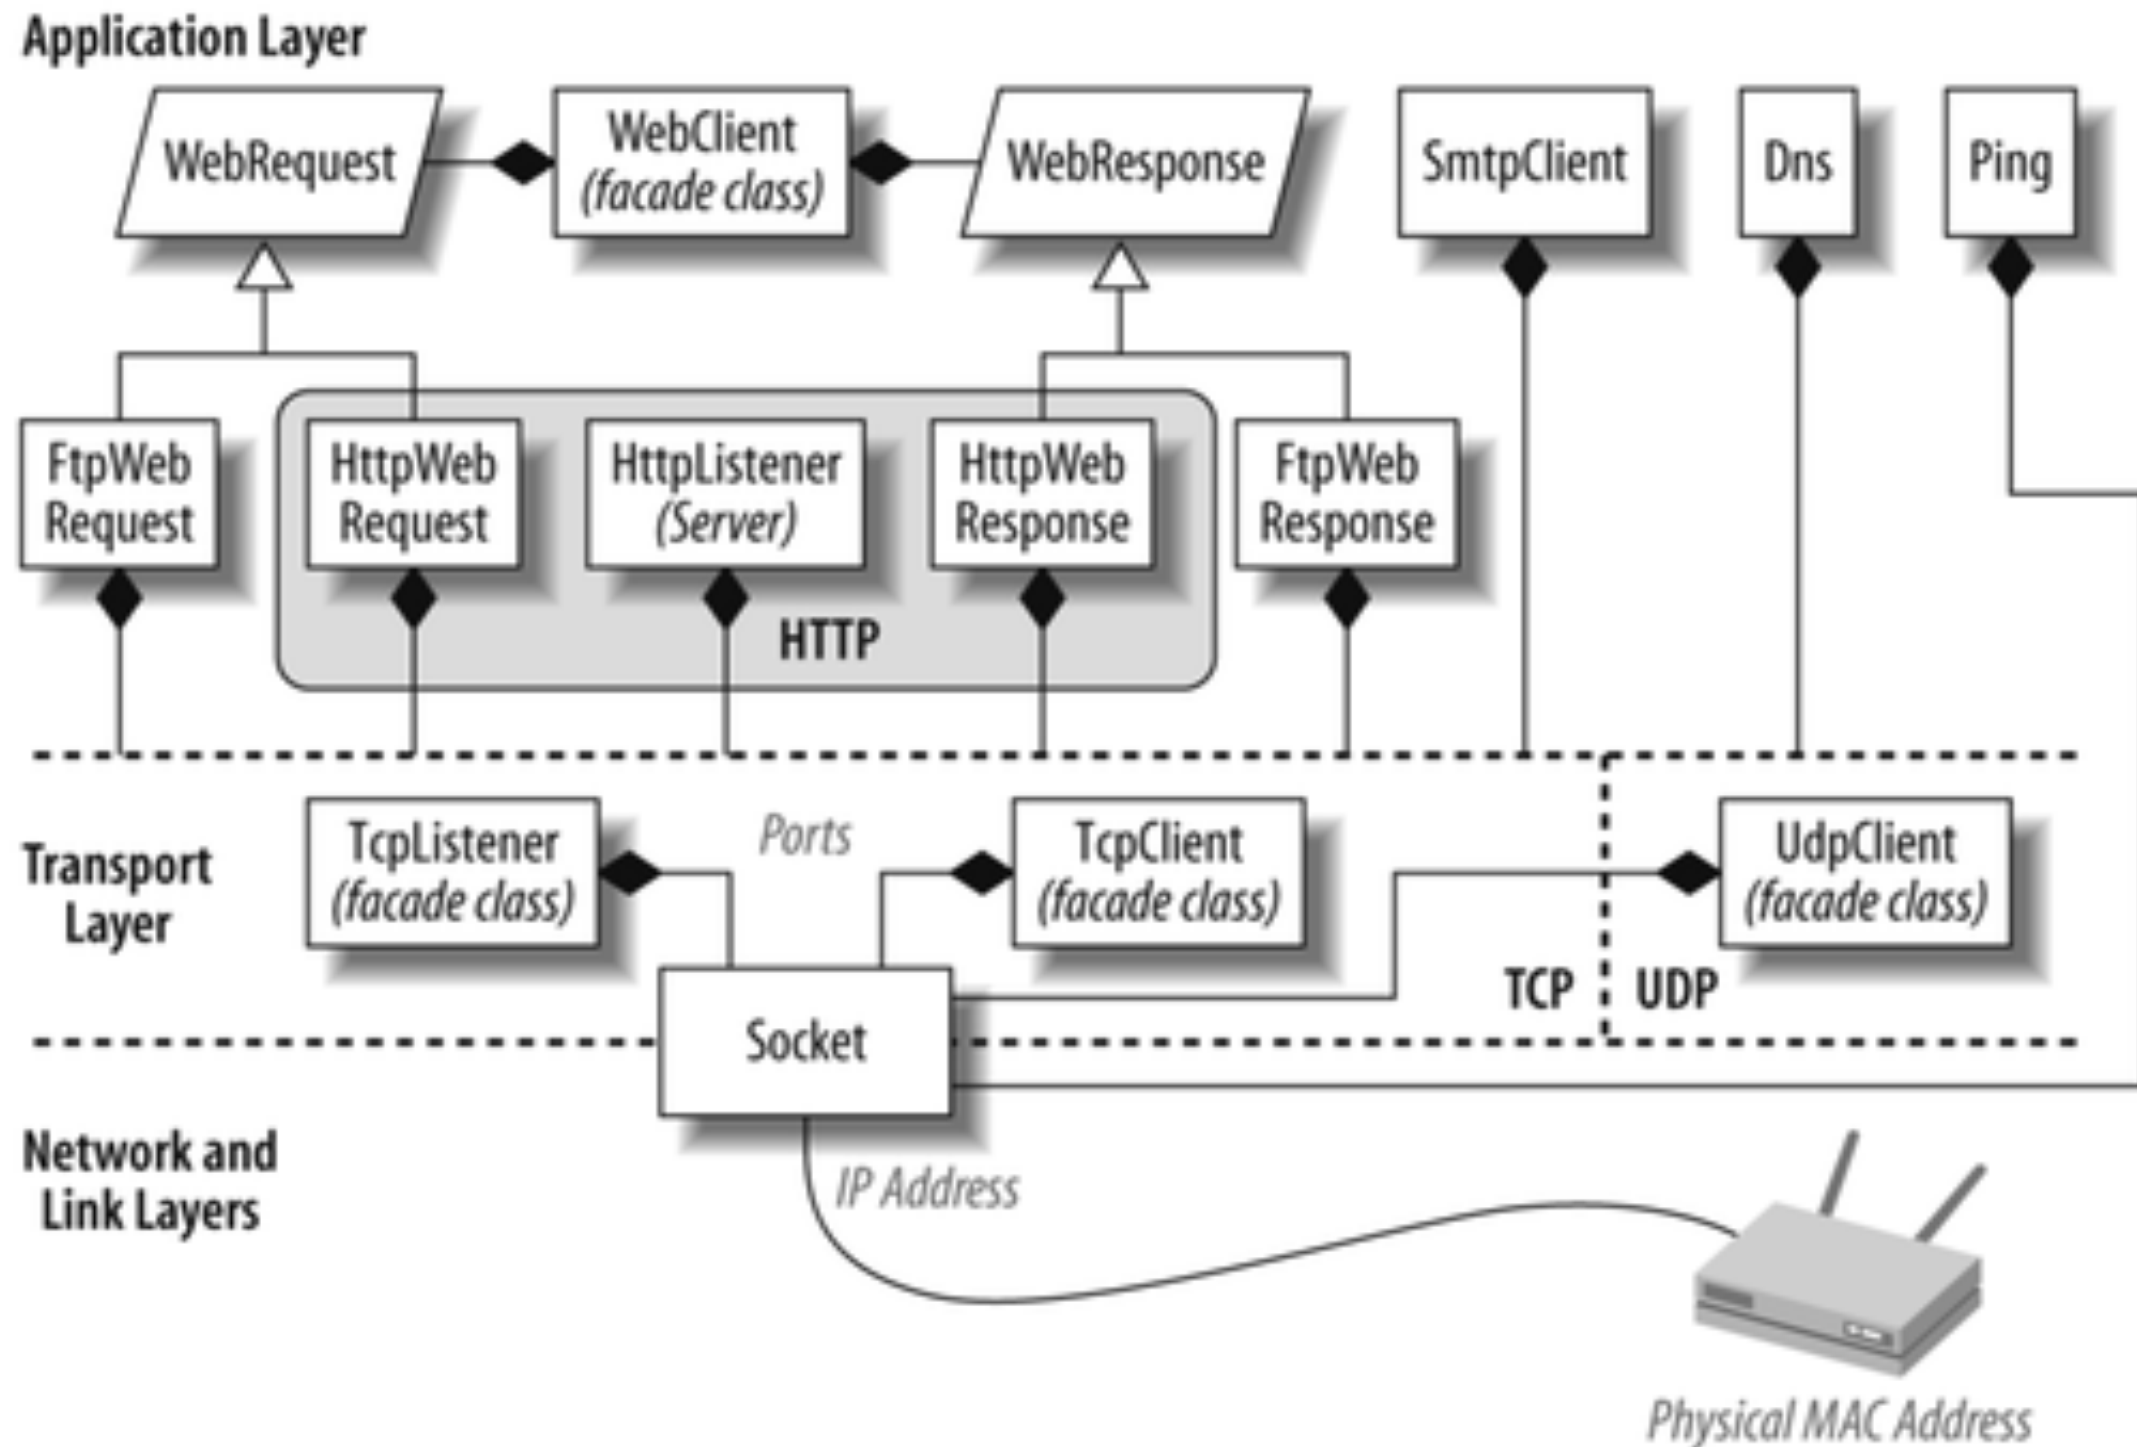 Application Layer
WebRequest
WebClient
(facade class)
WebResponse
SmtpClient
Dns
Ping
FtpWeb
Request
HttpWeb
Request
HttpListener
(Server)
HttpWeb
Response
FtpWeb
Response
HTTP
Transport
Layer
TcpListener
(facade class)
Ports
TcpClient
(facade class)
UdpClient
(facade class)
TCP
UDP
Socket
Network and
Link Layers
IP Address
Physical MAC Address